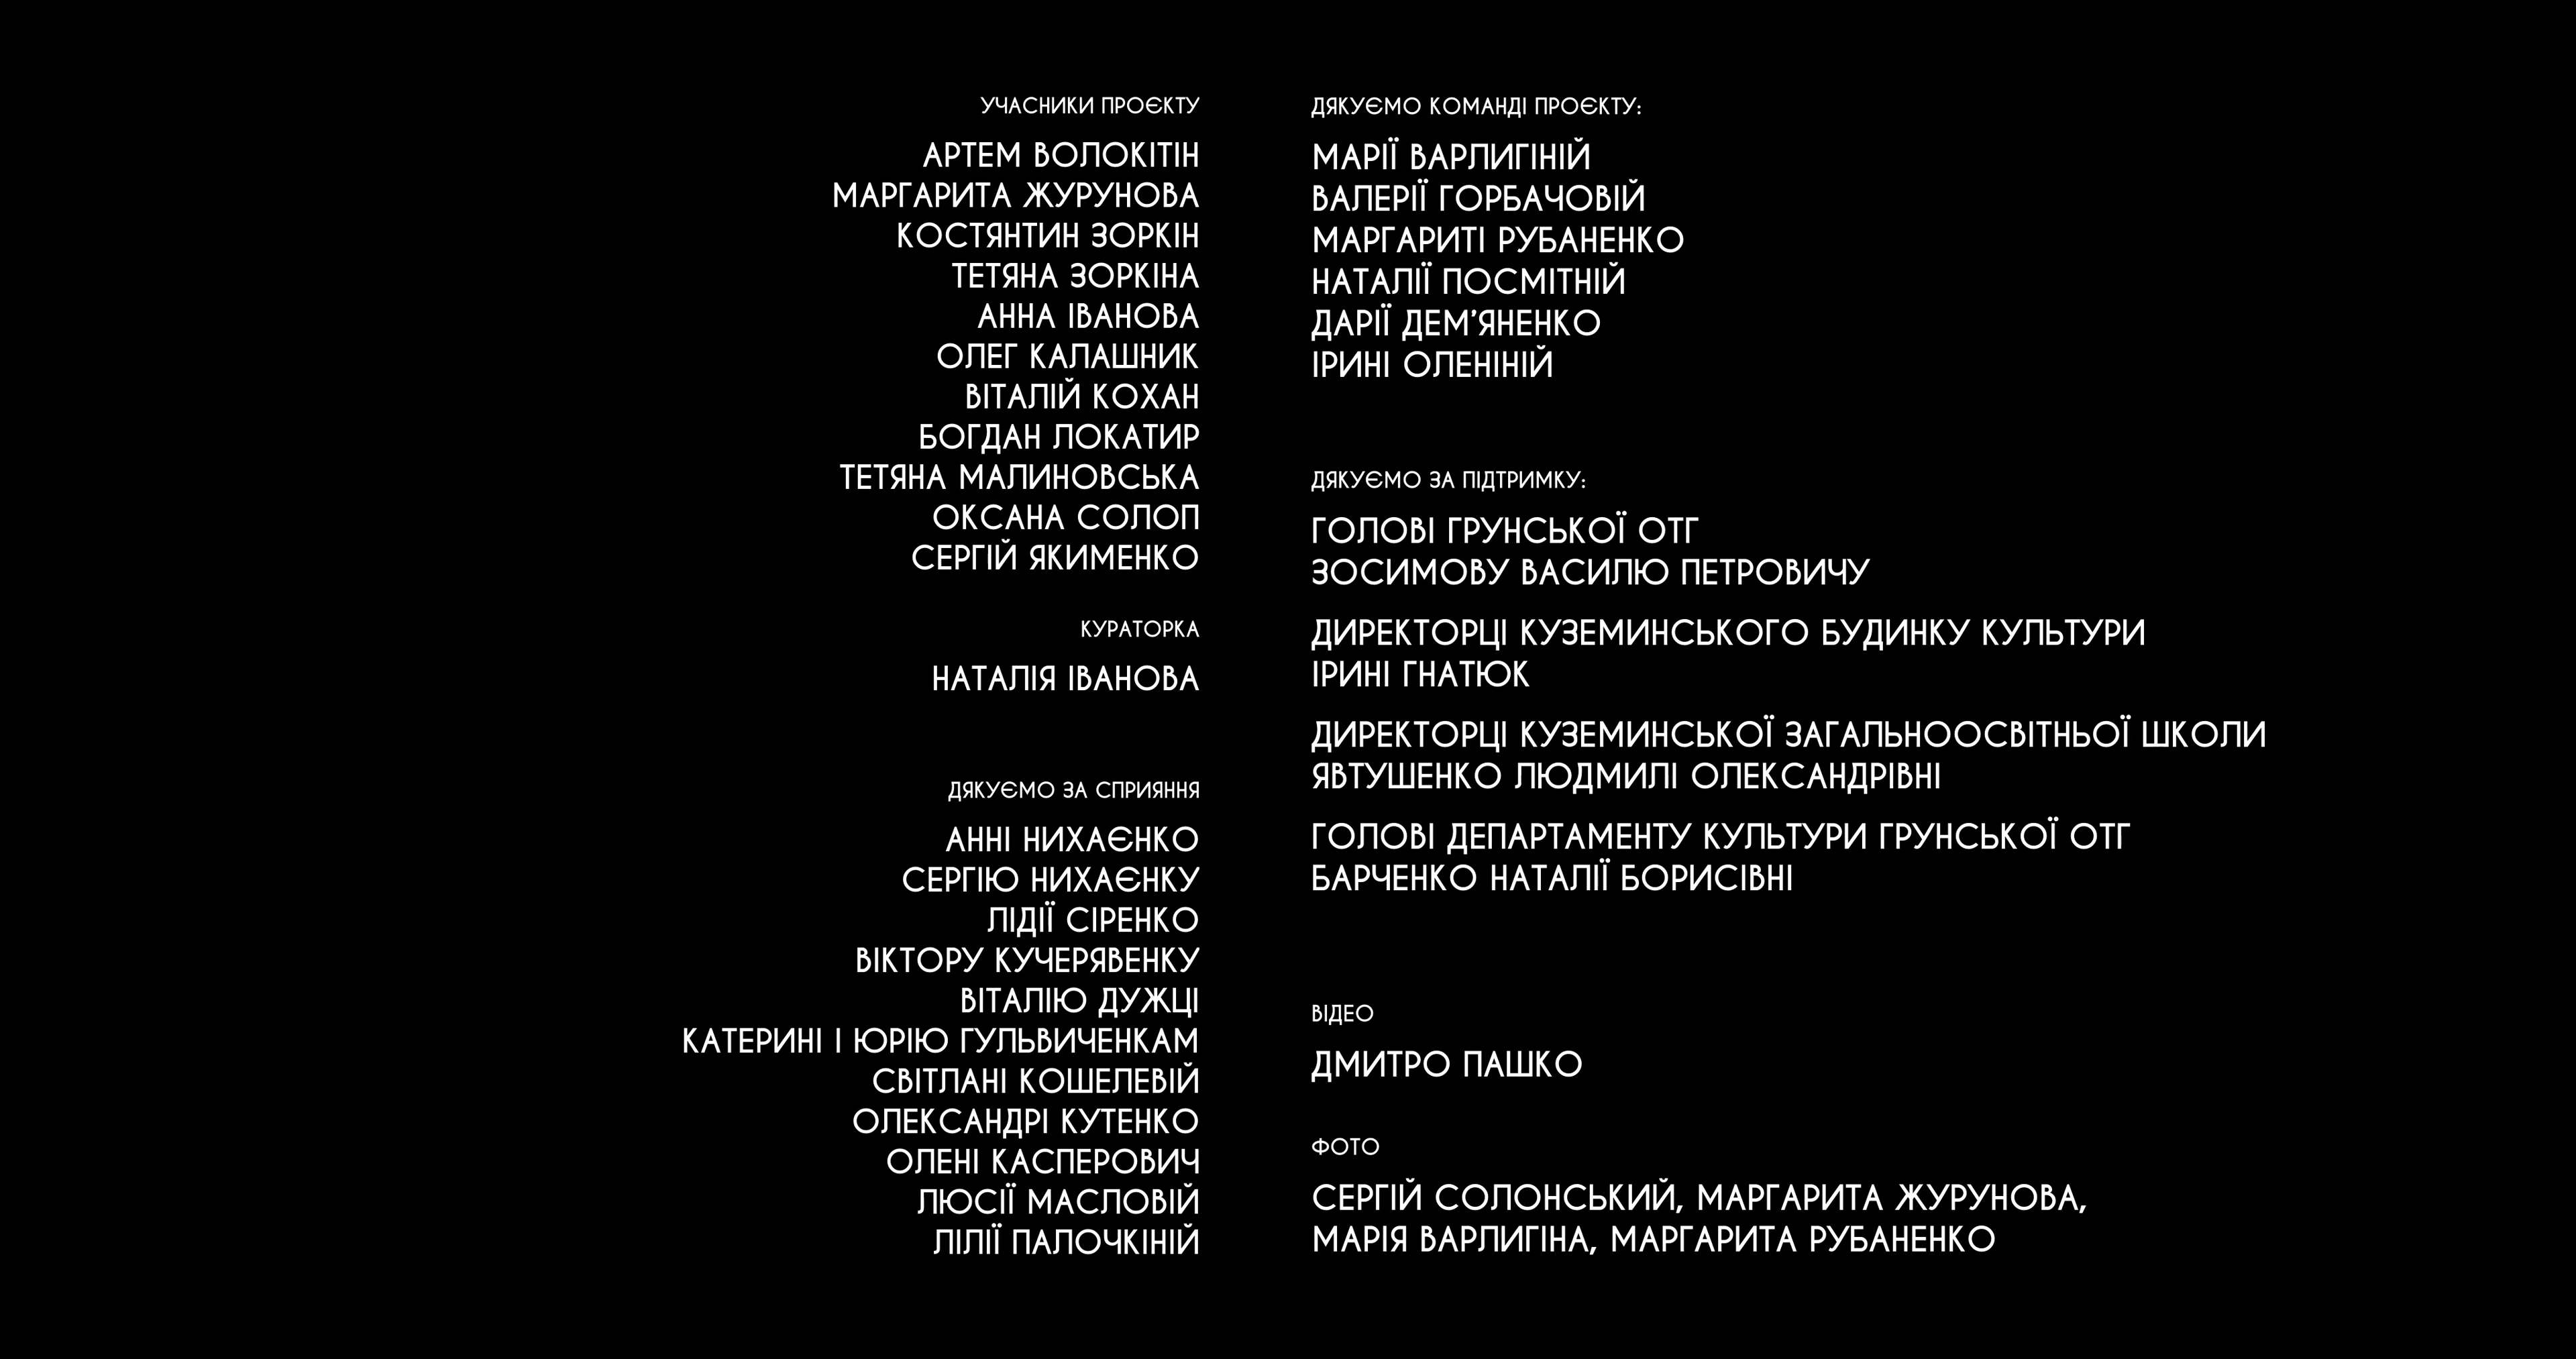 УЧАСНИКИ ПРОЄКТУ
АРТЕМ ВОЛОКІТІН
МАРГАРИТА ЖУРУНОВА
КОСТЯНТИН ЗОРКІН
ТЕТЯНА ЗОРКІНА
АННА ІВАНОВА
ОЛЕГ КАЛАШНИК
ВІТАЛІЙ КОХАН
БОГДАН ЛОКАТИР
ТЕТЯНА МАЛИНОВСЬКА
ОКСАНА СОЛОП
СЕРГІЙ ЯКИМЕНКО
КУРАТОРКА
НАТАЛІЯ ІВАНОВА
ДЯКУЄМО ЗА СПРИЯННЯ
АННІ НИХАЄНКО
СЕРГІЮ НИХАЄНКУ
ЛІДІЇ СІРЕНКО
ВІКТОРУ КУЧЕРЯВЕНКУ
ВІТАЛІЮ ДУЖЦІ
КАТЕРИНІ І ЮРІЮ ГУЛЬВИЧЕНКАМ
СВІТЛАНІ КОШЕЛЕВІЙ
ОЛЕКСАНДРІ КУТЕНКО
ОЛЕНІ КАСПЕРОВИЧ
ЛЮСІЇ МАСЛОВІЙ
ЛІЛІЇ ПАЛОЧКІНІЙ
ДЯКУЄМО КОМАНДІ ПРОЄКТУ:
МАРІЇ ВАРЛИГІНІЙ
ВАЛЕРІЇ ГОРБАЧОВІЙ
МАРГАРИТІ РУБАНЕНКО
НАТАЛІЇ ПОСМІТНІЙ
ДАРІЇ ДЕМ’ЯНЕНКО
ІРИНІ ОЛЕНІНІЙ
ДЯКУЄМО ЗА ПІДТРИМКУ:
ГОЛОВІ ГРУНСЬКОЇ ОТГ
ЗОСИМОВУ ВАСИЛЮ ПЕТРОВИЧУ
ДИРЕКТОРЦІ КУЗЕМИНСЬКОГО БУДИНКУ КУЛЬТУРИ
ІРИНІ ГНАТЮК
ДИРЕКТОРЦІ КУЗЕМИНСЬКОЇ ЗАГАЛЬНООСВІТНЬОЇ ШКОЛИ
ЯВТУШЕНКО ЛЮДМИЛІ ОЛЕКСАНДРІВНІ
ГОЛОВІ ДЕПАРТАМЕНТУ КУЛЬТУРИ ГРУНСЬКОЇ ОТГ
БАРЧЕНКО НАТАЛІЇ БОРИСІВНІ
ВІДЕО
ДМИТРО ПАШКО
ФОТО
СЕРГІЙ СОЛОНСЬКИЙ, МАРГАРИТА ЖУРУНОВА,
МАРІЯ ВАРЛИГІНА, МАРГАРИТА РУБАНЕНКО